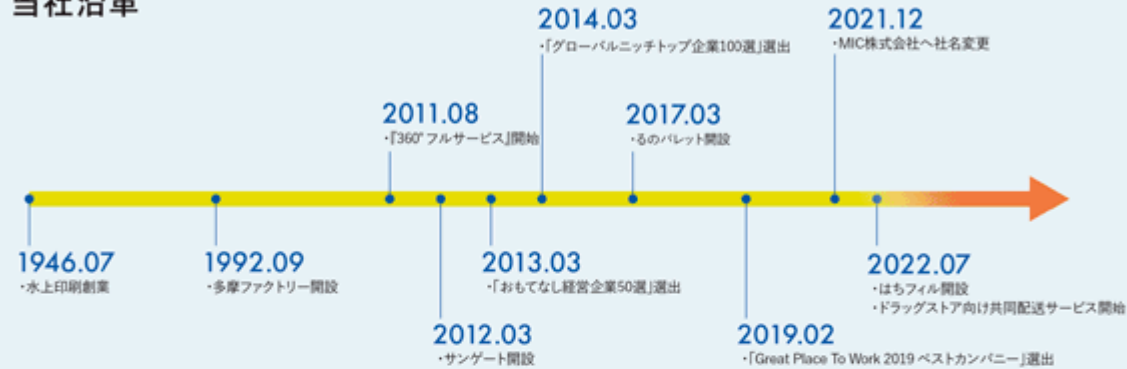 当社沿革
2014.03
・「グローバルニッチトップ企業100選」選出
2021.12
・MIC株式会社へ社名変更
2011.08
・『360°フルサービス』開始
2017.03
・るのパレット開設
1946.07
・水上印刷創業
1992.09
・多摩ファクトリー開設
2013.03
・「おもてなし経営企業50選」選出
2022.07
・はちフィル開設
・ドラッグストア向け共同配送サービス開始
2012.03
・サンゲート開設
2019.02
・「Great Place To Work 2019 ベストカンパニー」選出